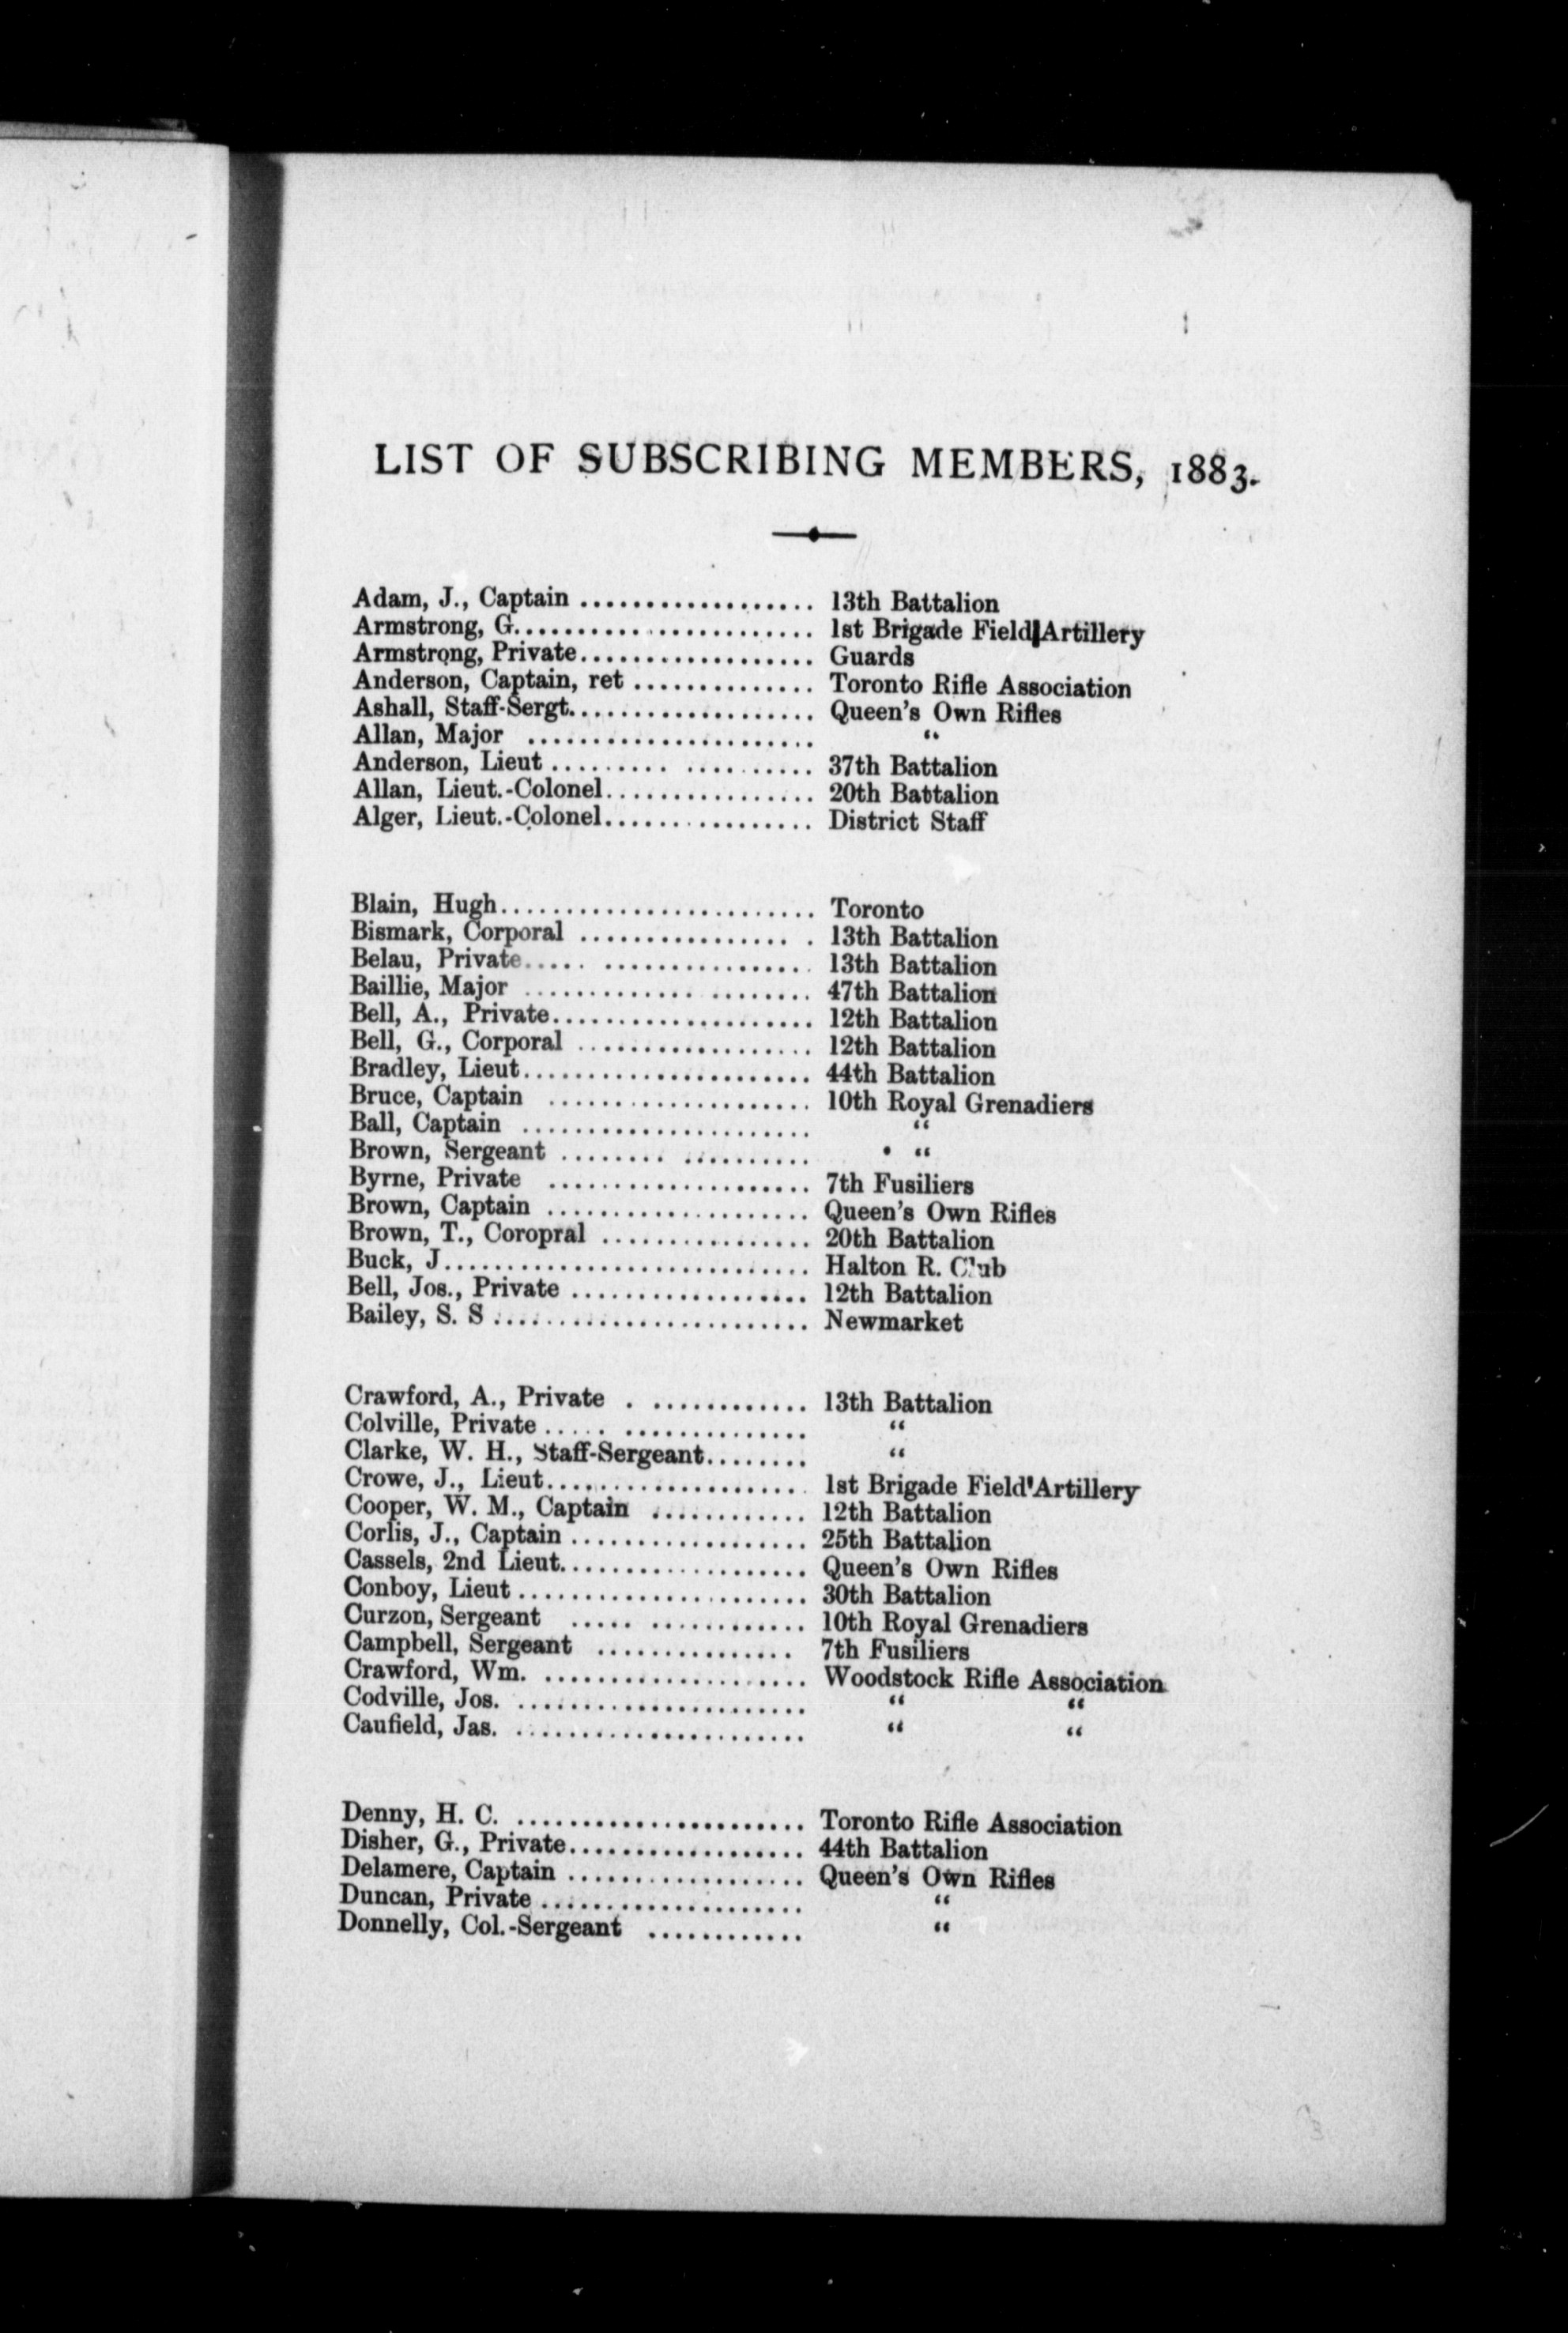 LIST OF SUBSCRIBING MEMBERS, 1883.
Adam, J., Captain .................. 13th Battalion
Armstrong, G....................... 1st Brigade Field Artillery
Armstrong, Private.................. Guards
Anderson, Captain, ret .............. Toronto Rifle Association
Ashall, Staff-Sergt................... Queen's Own Rifles
Allan, Major ...................... “
Anderson, Lieut ................... 37th Battalion
Allan, Lieut.-Colonel................ 20th Battalion
Alger, Lieut.-Colonel................ District Staff
Blain, Hugh........................ Toronto
Bismark, Corporal ................. 13th Battalion
Belau, Private..................... 13th Battalion
Baillie, Major ..................... 47th Battalion
Bell, A., Private.................... 12th Battalion
Bell, G., Corporal .................. 12th Battalion
Bradley, Lieut...................... 44th Battalion
Bruce, Captain .................... 10th Royal Grenadiers
Ball, Captain ...................... “
Brown, Sergeant .................. “
Byrne, Private .................... 7th Fusiliers
Brown, Captain .................... Queen's Own Rifles
Brown, T., Coropral ................ 20th Battalion
Buck, J............................ Halton R. Club
Bell, Jos., Private .................. 12th Battalion
Bailey, S. S ........................ Newmarket
Crawford, A., Private ............. 13th Battalion
Colville, Private ................... “
Clarke, W. H., Staff-Sergeant........ “
Crowe, J., Lieut.................... 1st Brigade Field Artillery
Cooper, W. M., Captain ............ 12th Battalion
Corlis, J., Captain .................. 25th Battalion
Cassels, 2nd Lieut................... Queen's Own Rifles
Conboy, Lieut ...................... 30th Battalion
Curzon, Sergeant ................. 10th Royal Grenadiers
Campbell, Sergeant ............... 7th Fusiliers
Crawford, Wm. .................... Woodstock Rifle Association
Codville, Jos. ...................... “ “
Caufield, Jas. ...................... “ “
Denny, H. C. ...................... Toronto Rifle Association
Disher, G., Private.................. 44th Battalion
Delamere, Captain .................. Queen's Own Rifles
Duncan, Private .................... “
Donnelly, Col.-Sergeant ............ “